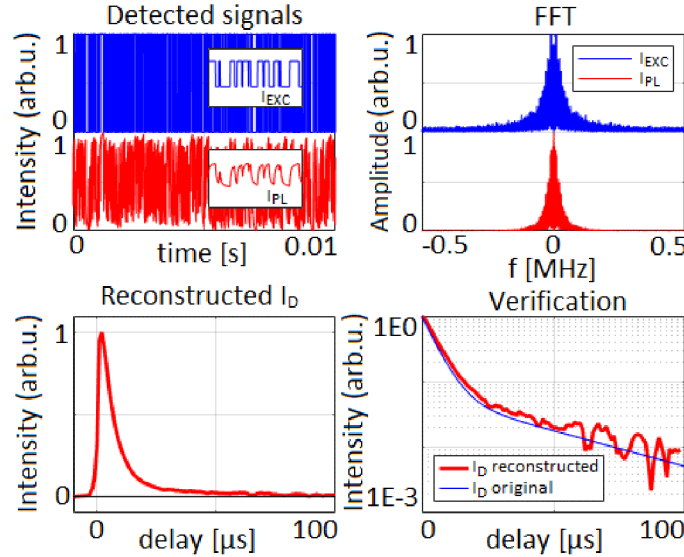 Detected signals
Intensity (arb.u.)
1
0
1
0
I_EXC
I_PL
0
0.01
time [s]
FFT
Amplitude (arb.u.)
1
0
1
0
I_EXC
I_PL
-0.5
0
0.5
f [MHz]
Reconstructed I_D
Intensity (arb.u.)
1
0
0
100
delay [µs]
Verification
Intensity (arb.u.)
1E0
1E-3
I_D reconstructed
I_D original
0
100
delay [µs]